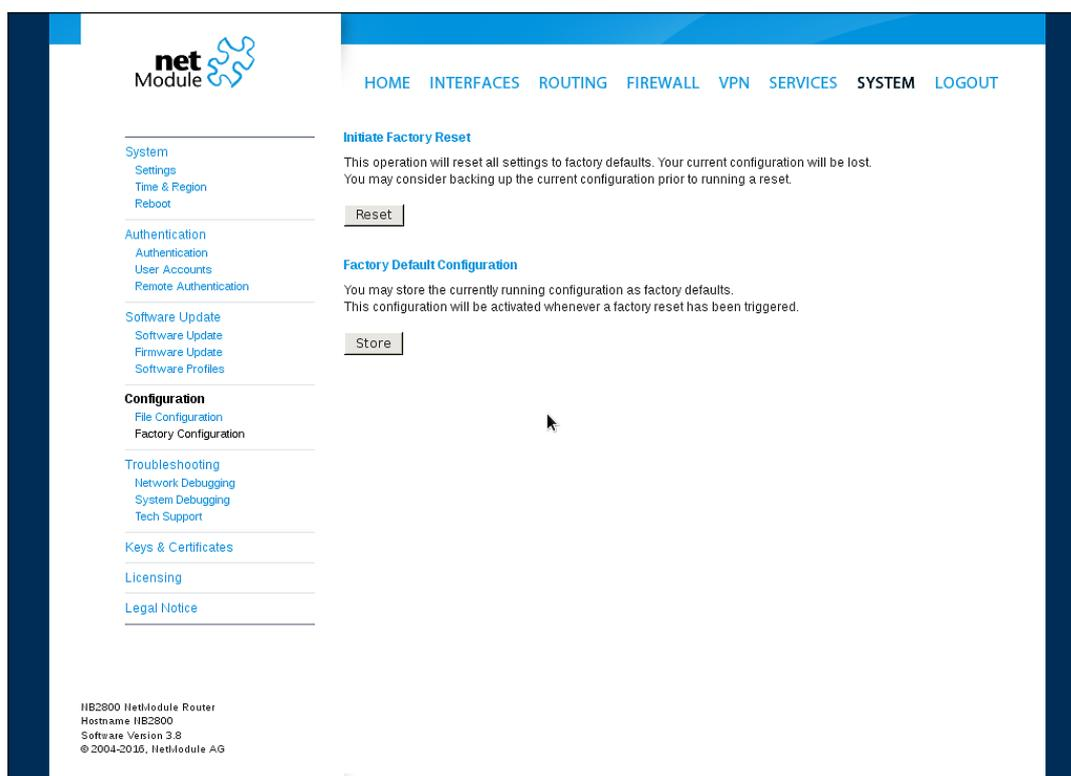 net
Module
HOME INTERFACES ROUTING FIREWALL VPN SERVICES SYSTEM LOGOUT
System
Settings
Time & Region
Reboot
Authentication
Authentication
User Accounts
Remote Authentication
Software Update
Software Update
Firmware Update
Software Profiles
Configuration
File Configuration
Factory Configuration
Troubleshooting
Network Debugging
System Debugging
Tech Support
Keys & Certificates
Licensing
Legal Notice
Initiate Factory Reset
This operation will reset all settings to factory defaults. Your current configuration will be lost.
You may consider backing up the current configuration prior to running a reset.
Reset
Factory Default Configuration
You may store the currently running configuration as factory defaults.
This configuration will be activated whenever a factory reset has been triggered.
Store
NB2800 NetModule Router
Hostname NB2800
Software Version 3.8
© 2004-2016, NetModule AG